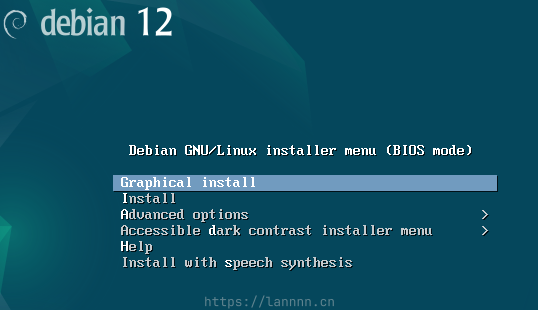 debian 12
Debian GNU/Linux installer menu (BIOS mode)
Graphical install
Install
Advanced options >
Accessible dark contrast installer menu >
Help
Install with speech synthesis
https://lannnn.cn